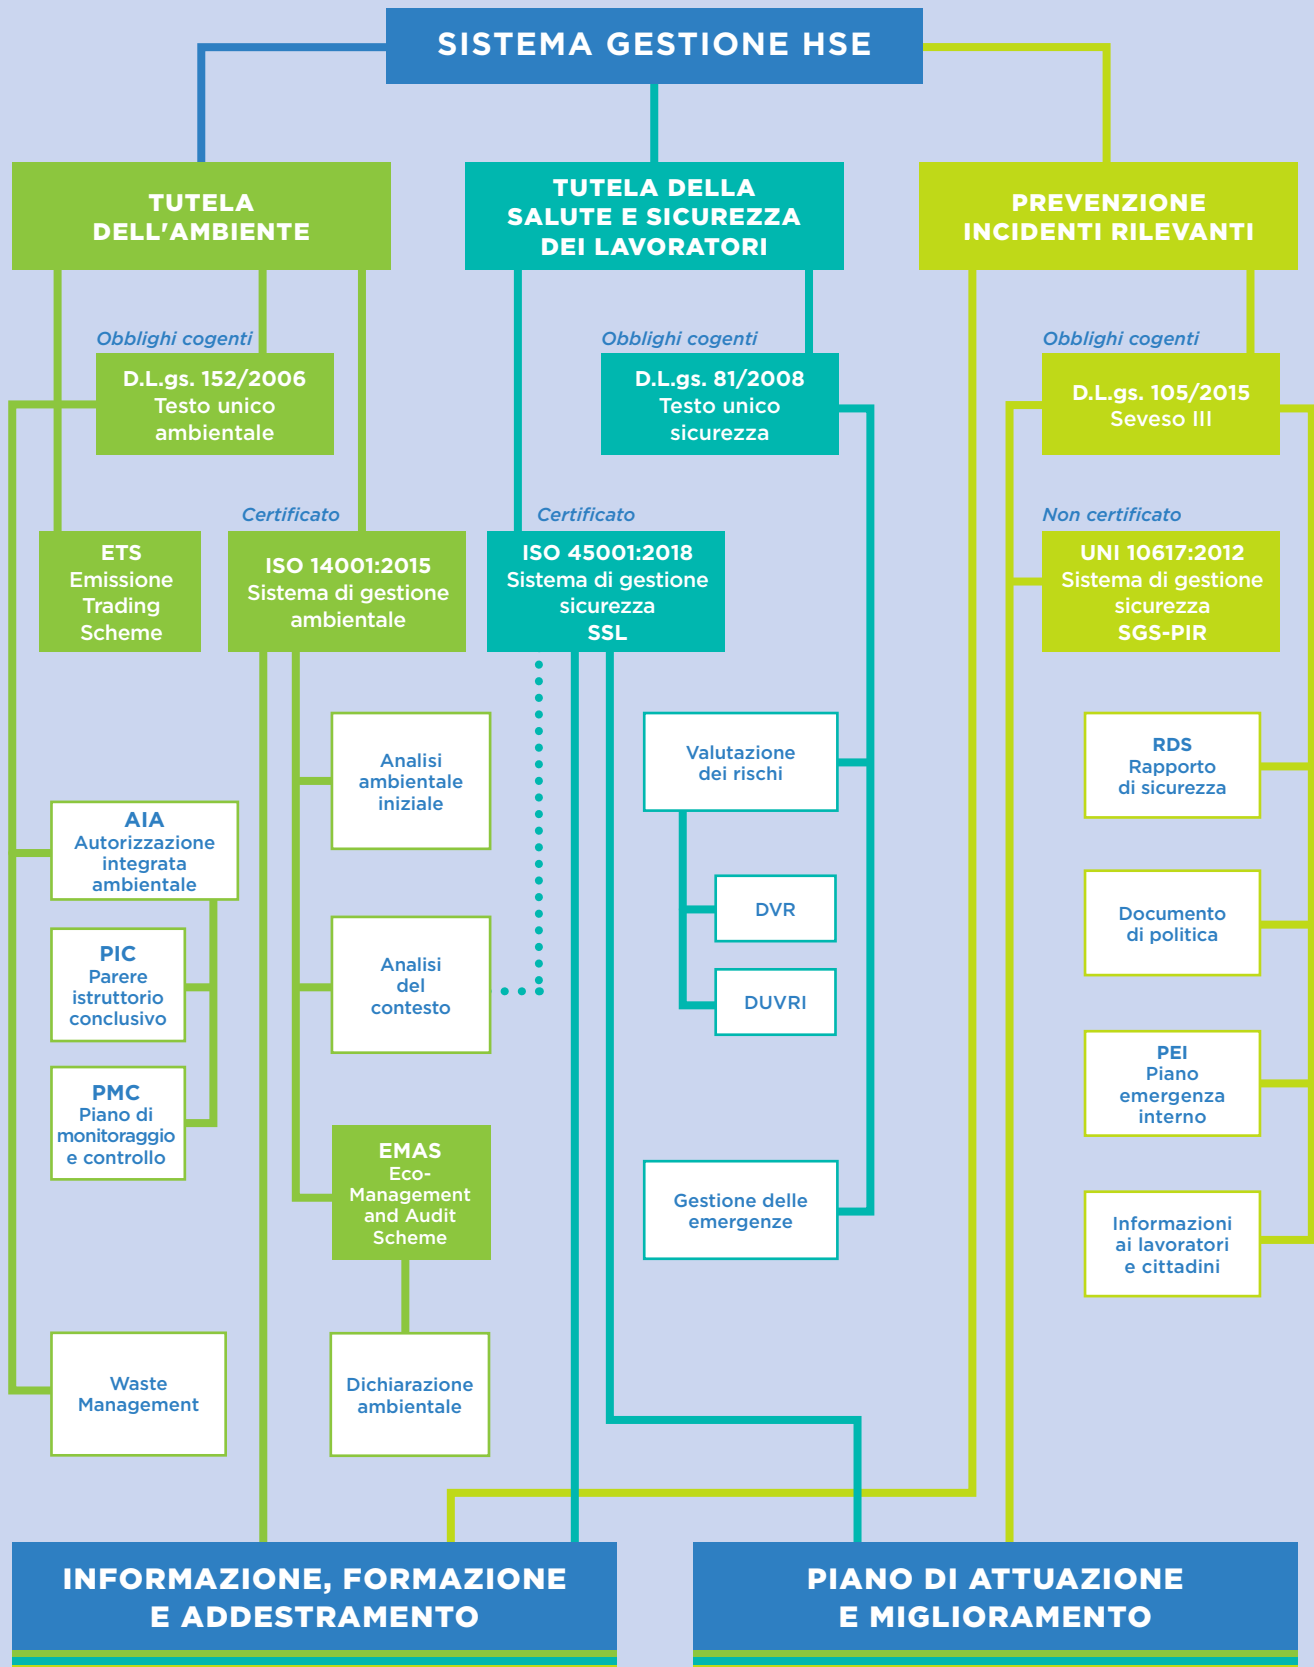 SISTEMA GESTIONE HSE
TUTELA
DELL'AMBIENTE
TUTELA DELLA
SALUTE E SICUREZZA
DEI LAVORATORI
PREVENZIONE
INCIDENTI RILEVANTI
Obblighi cogenti
D.L.gs. 152/2006
Testo unico
ambientale
Obblighi cogenti
D.L.gs. 81/2008
Testo unico
sicurezza
Obblighi cogenti
D.L.gs. 105/2015
Seveso III
ETS
Emissione
Trading
Scheme
Certificato
ISO 14001:2015
Sistema di gestione
ambientale
Certificato
ISO 45001:2018
Sistema di gestione
sicurezza
SSL
Non certificato
UNI 10617:2012
Sistema di gestione
sicurezza
SGS-PIR
AIA
Autorizzazione
integrata
ambientale
PIC
Parere
istruttorio
conclusivo
PMC
Piano di
monitoraggio
e controllo
Waste
Management
Analisi
ambientale
iniziale
Analisi
del
contesto
EMAS
Eco-
Management
and Audit
Scheme
Dichiarazione
ambientale
Valutazione
dei rischi
DVR
DUVRI
Gestione delle
emergenze
RDS
Rapporto
di sicurezza
Documento
di politica
PEI
Piano
emergenza
interno
Informazioni
ai lavoratori
e cittadini
INFORMAZIONE, FORMAZIONE
E ADDESTRAMENTO
PIANO DI ATTUAZIONE
E MIGLIORAMENTO